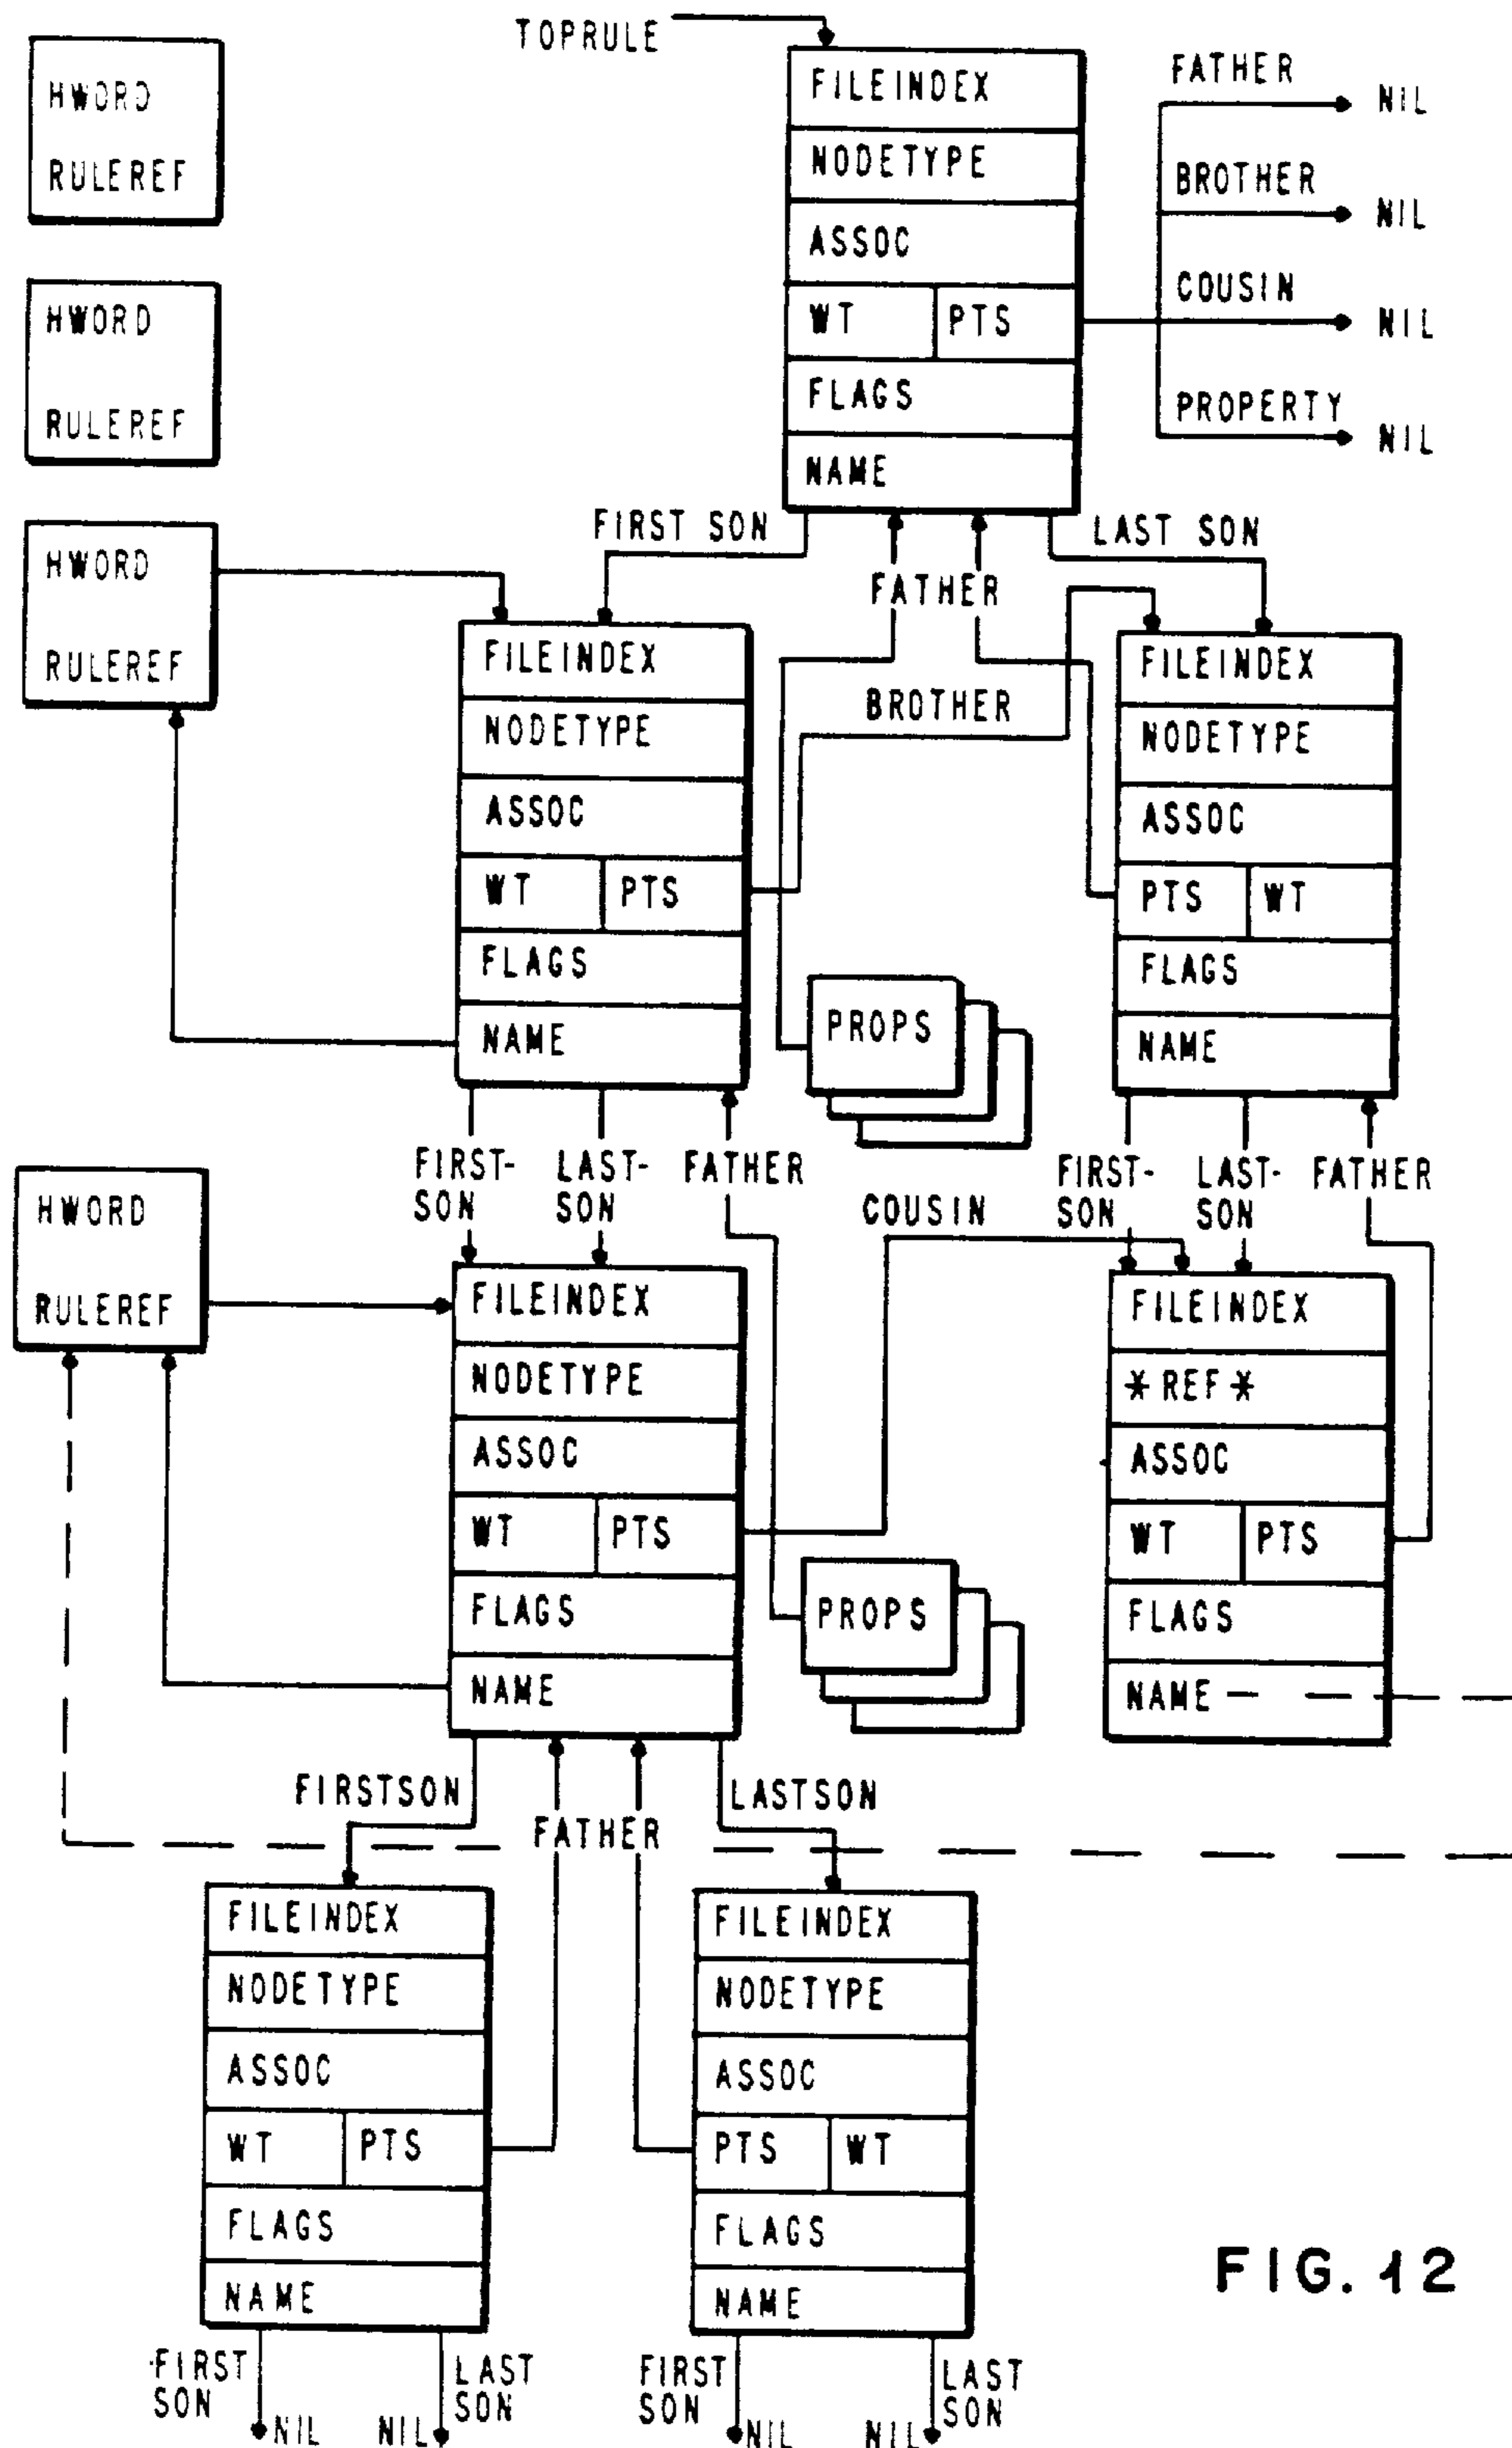 TOPRULE
HWORD
RULEREF
FILEINDEX
NODETYPE
ASSOC
WT PTS
FLAGS
NAME
FATHER
NIL
BROTHER
NIL
COUSIN
NIL
PROPERTY
NIL
HWORD
RULEREF
HWORD
RULEREF
FIRST SON
LAST SON
FATHER
BROTHER
FILEINDEX
NODETYPE
ASSOC
WT PTS
FLAGS
NAME
PROPS
FILEINDEX
NODETYPE
ASSOC
PTS WT
FLAGS
NAME
FIRST-
SON
LAST-
SON
FATHER
COUSIN
FIRST-
SON
LAST-
SON
FATHER
HWORD
RULEREF
FILEINDEX
NODETYPE
ASSOC
WT PTS
FLAGS
NAME
PROPS
FILEINDEX
*REF*
ASSOC
WT PTS
FLAGS
NAME
FIRSTSON
FATHER
LASTSON
FILEINDEX
NODETYPE
ASSOC
WT PTS
FLAGS
NAME
FILEINDEX
NODETYPE
ASSOC
PTS WT
FLAGS
NAME
FIRST
SON
NIL
LAST
SON
NIL
FIRST
SON
NIL
LAST
SON
NIL
FIG. 12